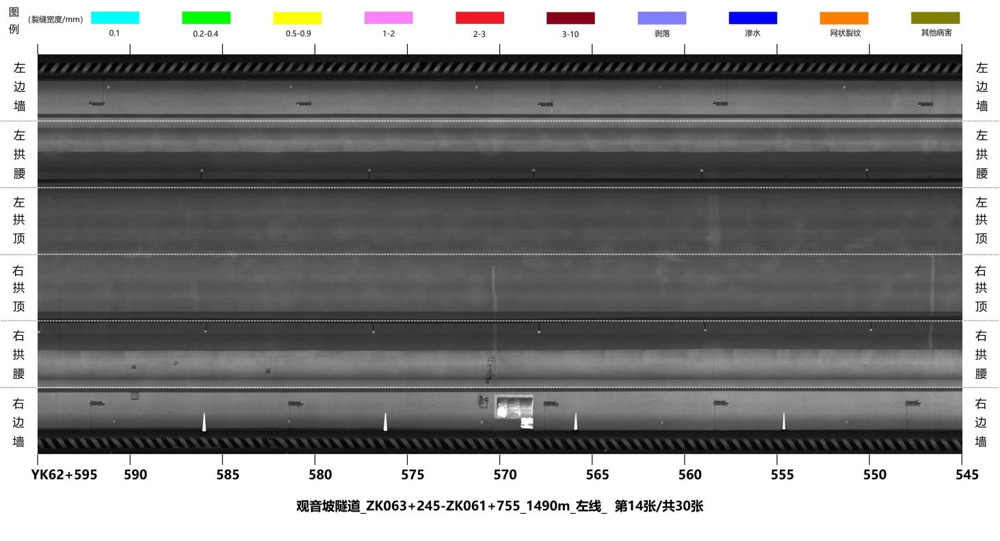 图例 (裂缝宽度/mm) 0.1 0.2-0.4 0.5-0.9 1-2 2-3 3-10 剥落 渗水 网状裂纹 其他病害
左边墙 左边墙
左拱腰 左拱腰
左拱顶 左拱顶
右拱顶 右拱顶
右拱腰 右拱腰
右边墙 右边墙
YK62+595 590 585 580 575 570 565 560 555 550 545
观音坡隧道_ZK063+245-ZK061+755_1490m_左线_ 第14张/共30张